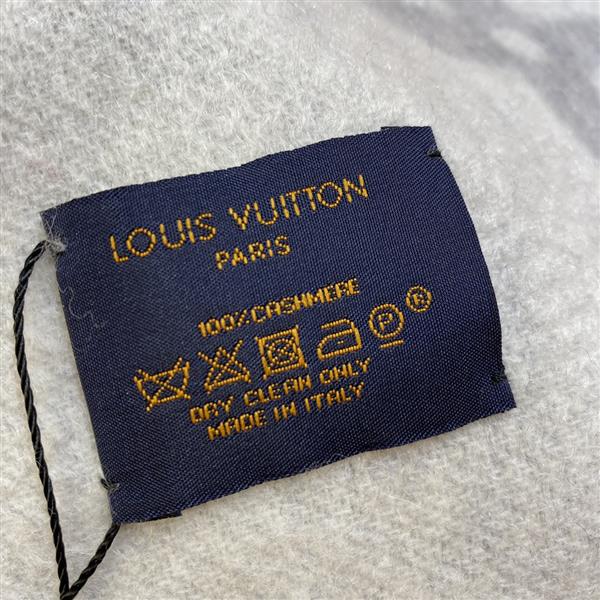 LOUIS VUITTON
PARIS
100% CASHMERE
P ®
DRY CLEAN ONLY
MADE IN ITALY